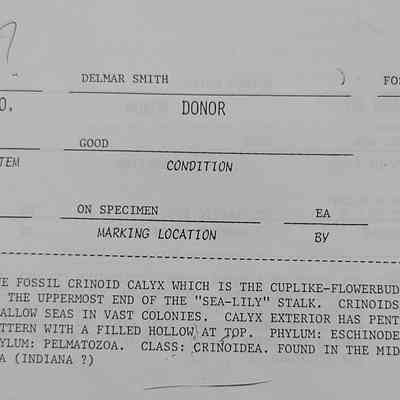 DELMAR SMITH FOS
O. DONOR
GOOD
TEM CONDITION
ON SPECIMEN EA
MARKING LOCATION BY
E FOSSIL CRINOID CALYX WHICH IS THE CUPLIKE-FLOWERBUD
THE UPPERMOST END OF THE "SEA-LILY" STALK. CRINOIDS
ALLOW SEAS IN VAST COLONIES. CALYX EXTERIOR HAS PENT
TTERN WITH A FILLED HOLLOW AT TOP. PHYLUM: ESCHINODE
YLUM: PELMATOZOA. CLASS: CRINOIDEA. FOUND IN THE MID
A (INDIANA ?)